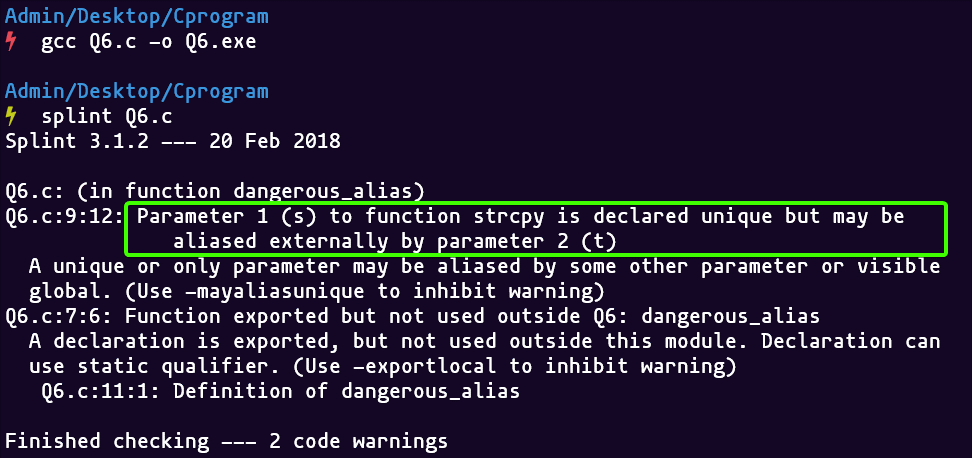 Admin/Desktop/Cprogram
gcc Q6.c -o Q6.exe
Admin/Desktop/Cprogram
splint Q6.c
Splint 3.1.2 --- 20 Feb 2018
Q6.c: (in function dangerous_alias)
Q6.c:9:12: Parameter 1 (s) to function strcpy is declared unique but may be
aliased externally by parameter 2 (t)
A unique or only parameter may be aliased by some other parameter or visible
global. (Use -mayaliasunique to inhibit warning)
Q6.c:7:6: Function exported but not used outside Q6: dangerous_alias
A declaration is exported, but not used outside this module. Declaration can
use static qualifier. (Use -exportlocal to inhibit warning)
Q6.c:11:1: Definition of dangerous_alias
Finished checking --- 2 code warnings